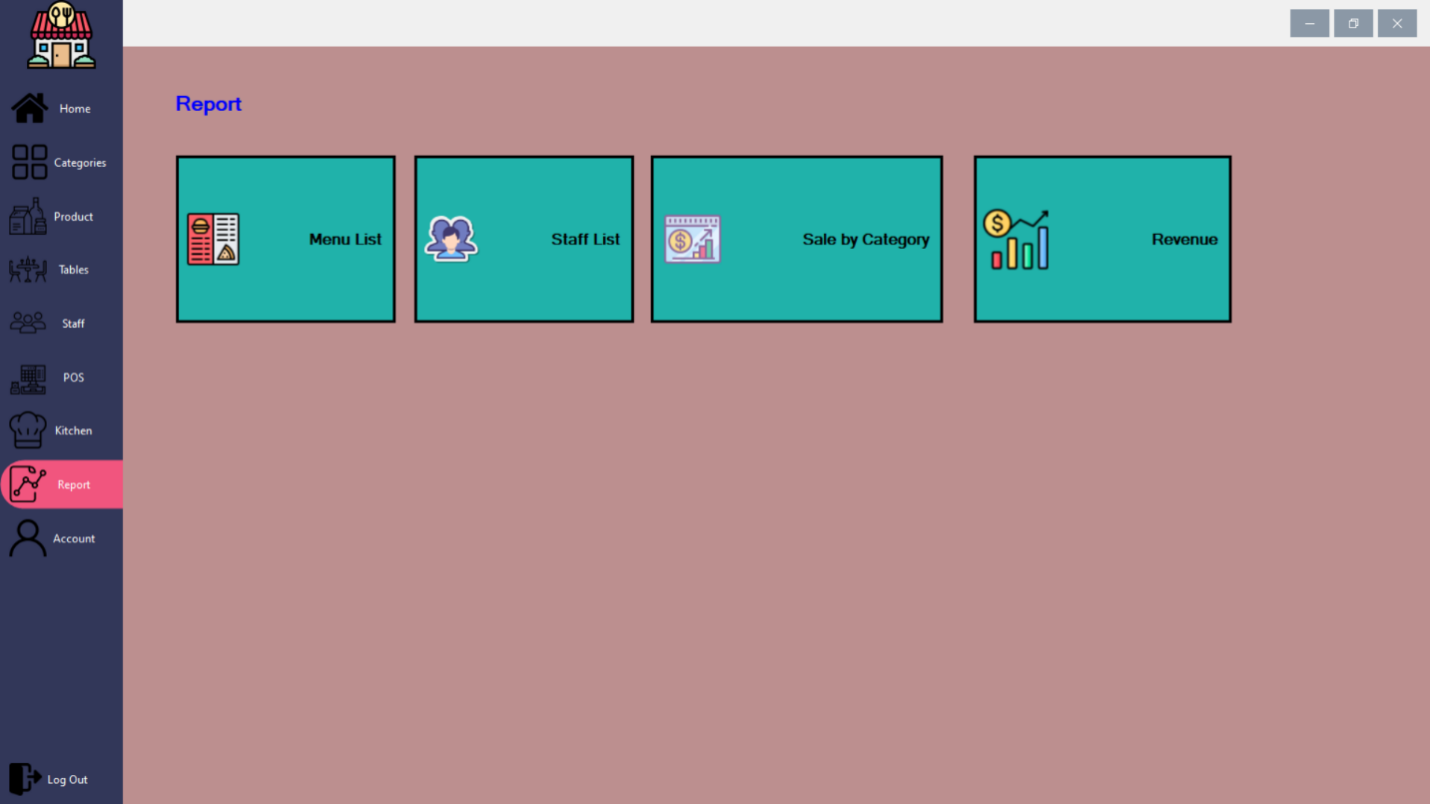 Home
Categories
Product
Tables
Staff
POS
Kitchen
Report
Account
Log Out
Report
Menu List
Staff List
Sale by Category
Revenue